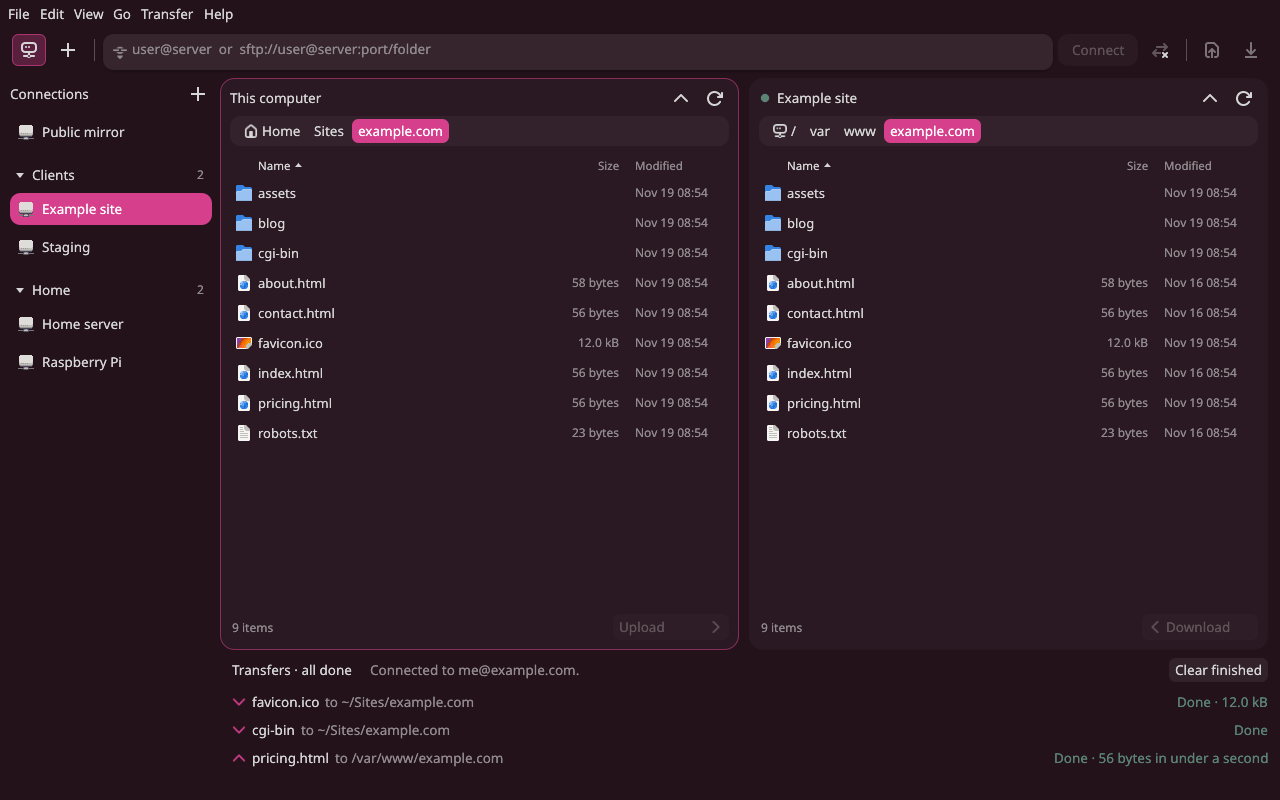 File Edit View Go Transfer Help
user@server or sftp://user@server:port/folder
Connect
Connections
Public mirror
Clients 2
Example site
Staging
Home 2
Home server
Raspberry Pi
This computer
Home Sites example.com
Name Size Modified
assets Nov 19 08:54
blog Nov 19 08:54
cgi-bin Nov 19 08:54
about.html 58 bytes Nov 19 08:54
contact.html 56 bytes Nov 19 08:54
favicon.ico 12.0 kB Nov 19 08:54
index.html 56 bytes Nov 19 08:54
pricing.html 56 bytes Nov 19 08:54
robots.txt 23 bytes Nov 19 08:54
9 items Upload
Example site
/ var www example.com
Name Size Modified
assets Nov 19 08:54
blog Nov 19 08:54
cgi-bin Nov 19 08:54
about.html 58 bytes Nov 16 08:54
contact.html 56 bytes Nov 16 08:54
favicon.ico 12.0 kB Nov 19 08:54
index.html 56 bytes Nov 16 08:54
pricing.html 56 bytes Nov 19 08:54
robots.txt 23 bytes Nov 16 08:54
9 items Download
Transfers · all done Connected to me@example.com. Clear finished
favicon.ico to ~/Sites/example.com Done · 12.0 kB
cgi-bin to ~/Sites/example.com Done
pricing.html to /var/www/example.com Done · 56 bytes in under a second